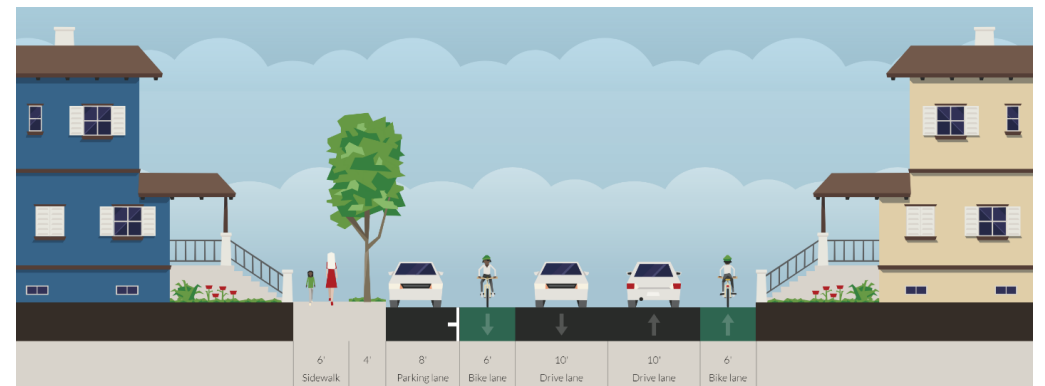 6' 4' 8' 6' 10' 10' 6'
Sidewalk Parking lane Bike lane Drive lane Drive lane Bike lane